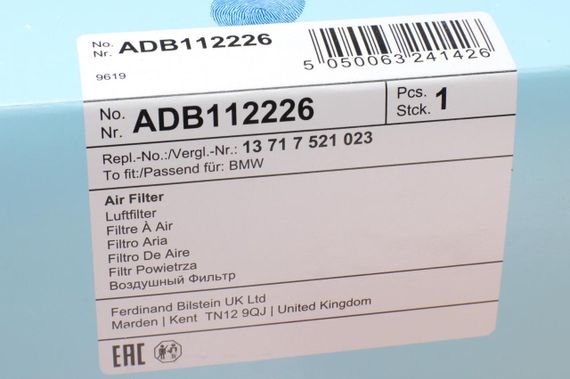 No.
Nr. ADB112226
9619
5 050063 241426
No.
Nr. ADB112226
Pcs.
Stck. 1
Repl.-No.:/Vergl.-Nr.: 13 71 7 521 023
To fit:/Passend für: BMW
Air Filter
Luftfilter
Filtre À Air
Filtro Aria
Filtro De Aire
Filtr Powietrza
Воздушный Фильтр
Ferdinand Bilstein UK Ltd
Marden | Kent TN12 9QJ | United Kingdom
EAC